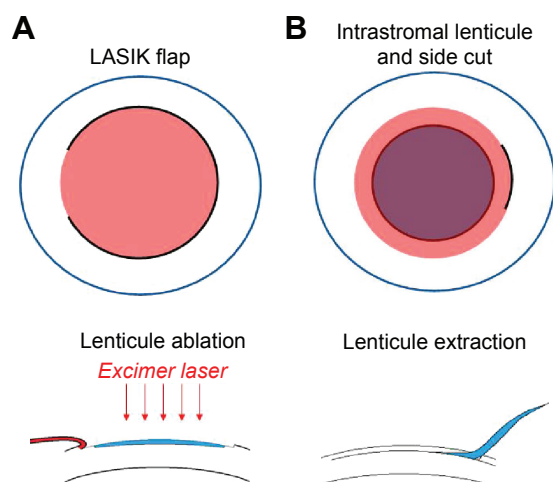 A
LASIK flap
Lenticule ablation
Excimer laser
B
Intrastromal lenticule
and side cut
Lenticule extraction